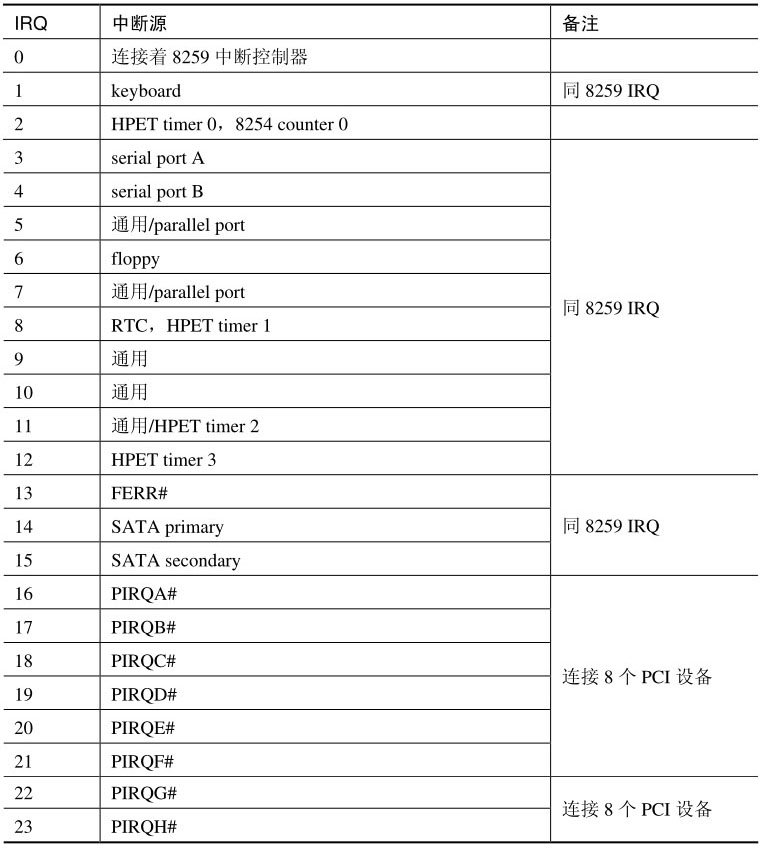 IRQ 中断源 备注
0 连接着 8259 中断控制器
1 keyboard 同 8259 IRQ
2 HPET timer 0，8254 counter 0
3 serial port A
4 serial port B
5 通用/parallel port
6 floppy
7 通用/parallel port
同 8259 IRQ
8 RTC，HPET timer 1
9 通用
10 通用
11 通用/HPET timer 2
12 HPET timer 3
13 FERR#
14 SATA primary 同 8259 IRQ
15 SATA secondary
16 PIRQA#
17 PIRQB#
18 PIRQC#
连接 8 个 PCI 设备
19 PIRQD#
20 PIRQE#
21 PIRQF#
22 PIRQG#
连接 8 个 PCI 设备
23 PIRQH#